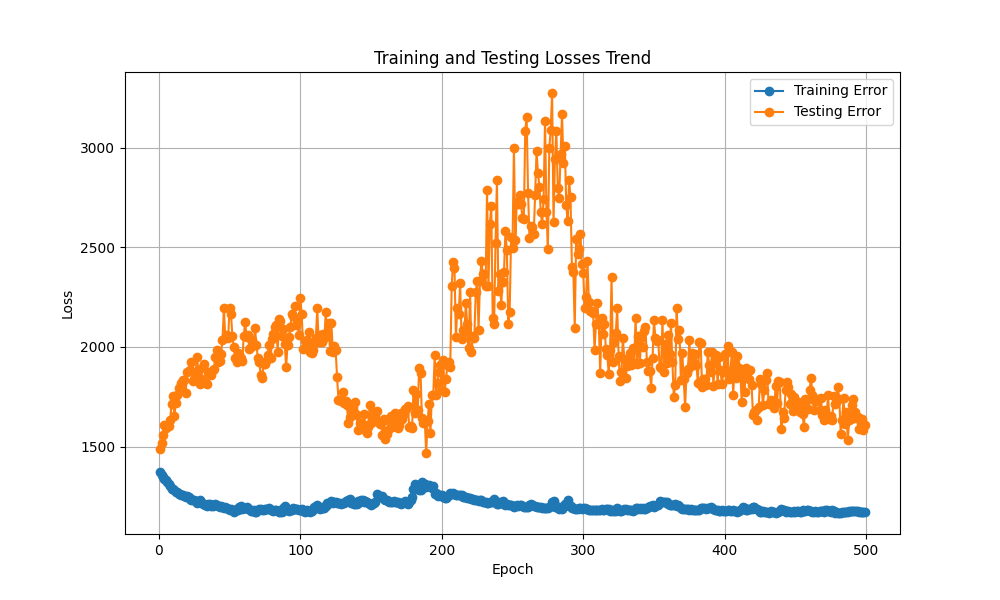 Training and Testing Losses Trend
Training Error
Testing Error
3000
2500
2000
1500
Loss
0
100
200
300
400
500
Epoch